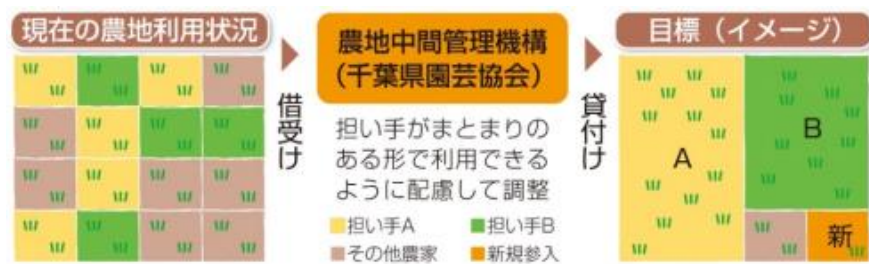 現在の農地利用状況
借受け
農地中間管理機構
(千葉県園芸協会)
担い手がまとまりの
ある形で利用できる
ように配慮して調整
担い手A
担い手B
その他農家
新規参入
貸付け
目標(イメージ)
A
B
新